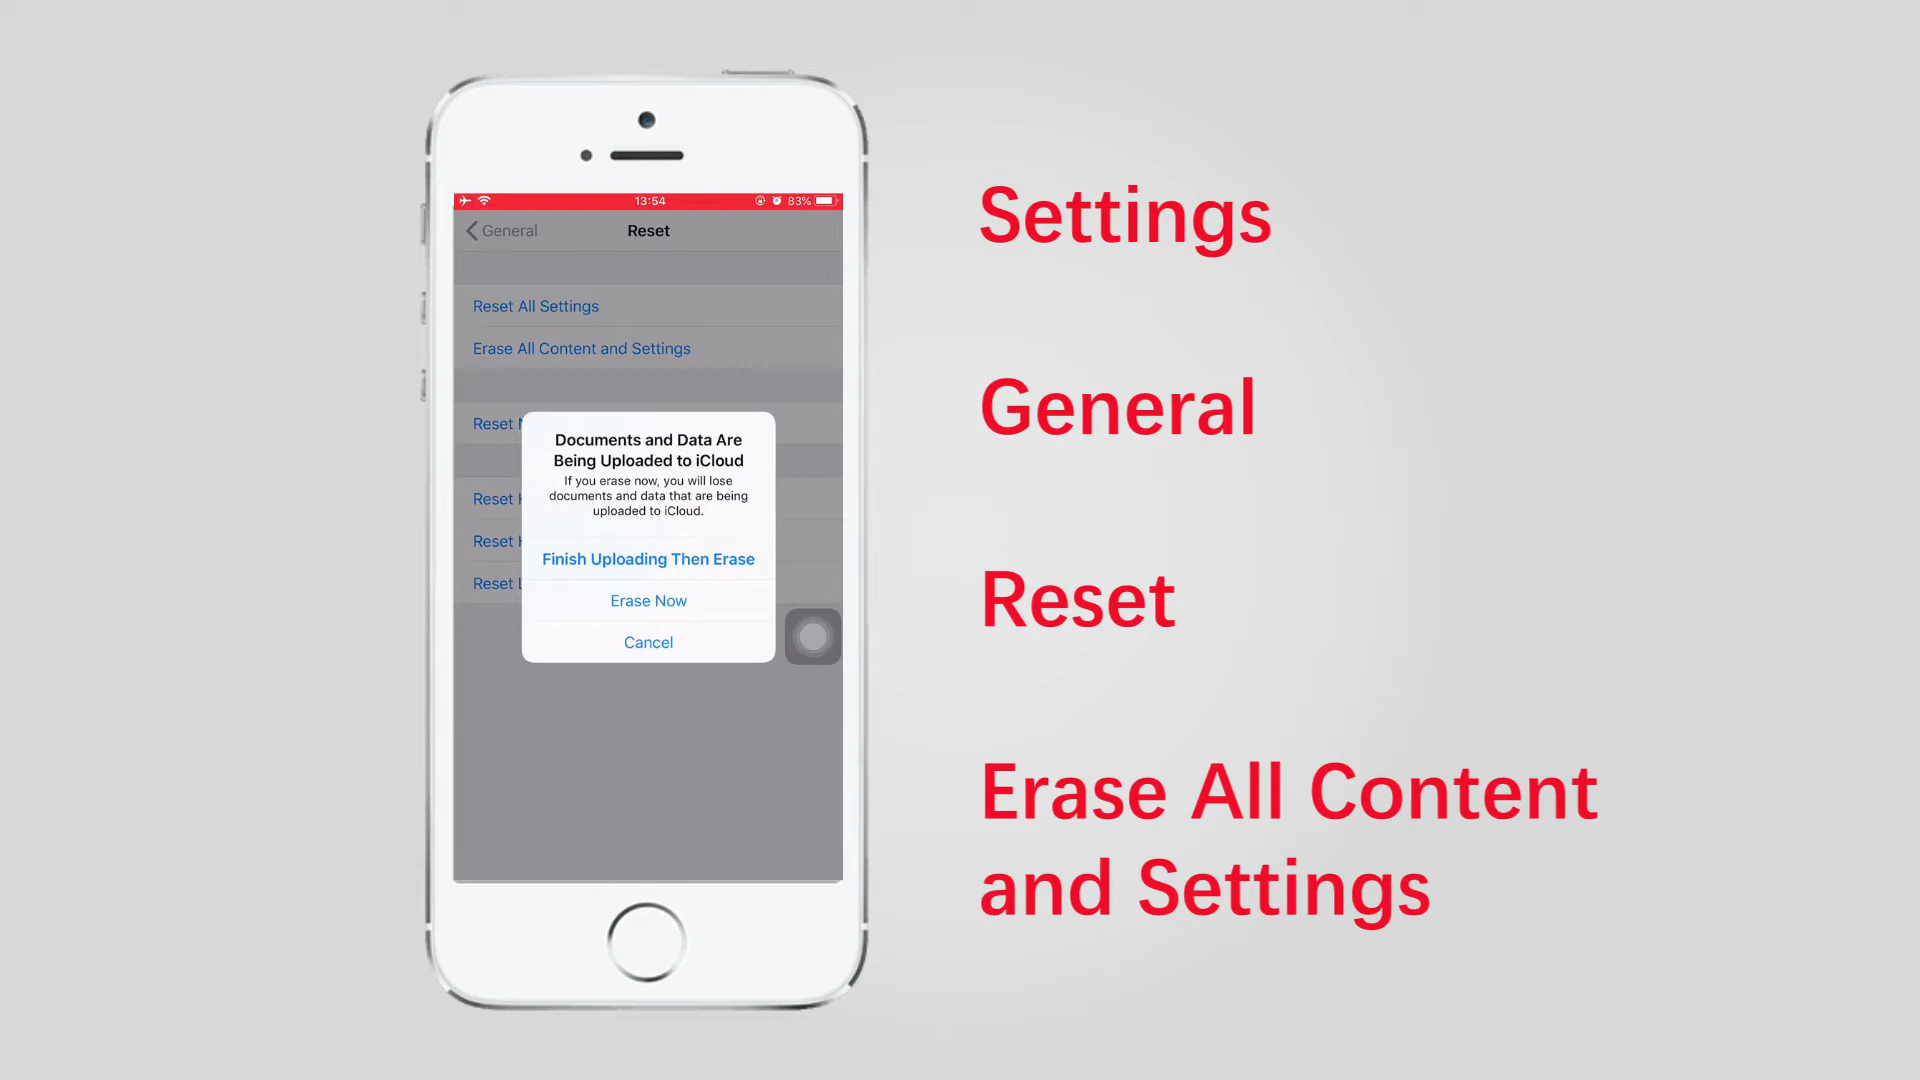 13:54
83%
General
Reset
Reset All Settings
Erase All Content and Settings
Reset
Documents and Data Are
Being Uploaded to iCloud
If you erase now, you will lose
documents and data that are being
uploaded to iCloud.
Reset
Reset
Finish Uploading Then Erase
Reset
Erase Now
Cancel
Settings
General
Reset
Erase All Content
and Settings